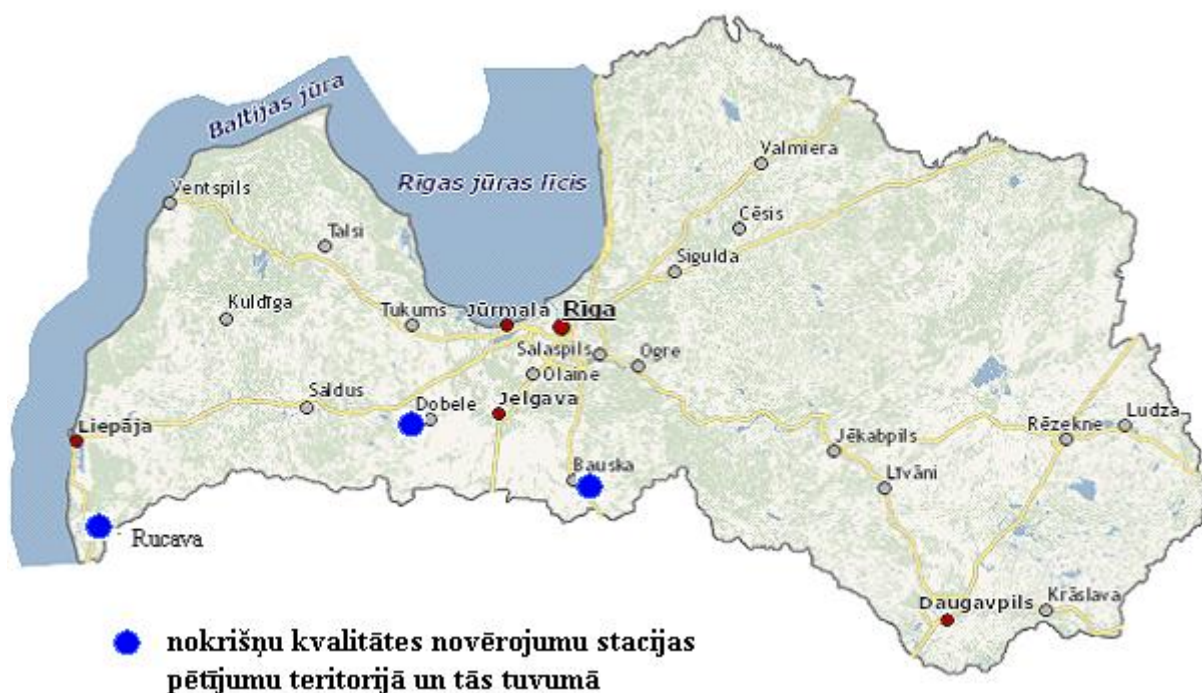 Baltijas jūra
Rīgas jūras līcis
Valmiera
Ventspils
Cēsis
Talsi
Sigulda
Kuldīga
Tukums
Jūrmala
Rīga
Salaspils
Ogre
Olaine
Saldus
Dobele
Jelgava
Liepāja
Ludza
Rēzekne
Jēkabpils
Bauska
Līvāni
Rucava
Daugavpils
Krāslava
nokrišņu kvalitātes novērojumu stacijas
pētījumu teritorijā un tās tuvumā